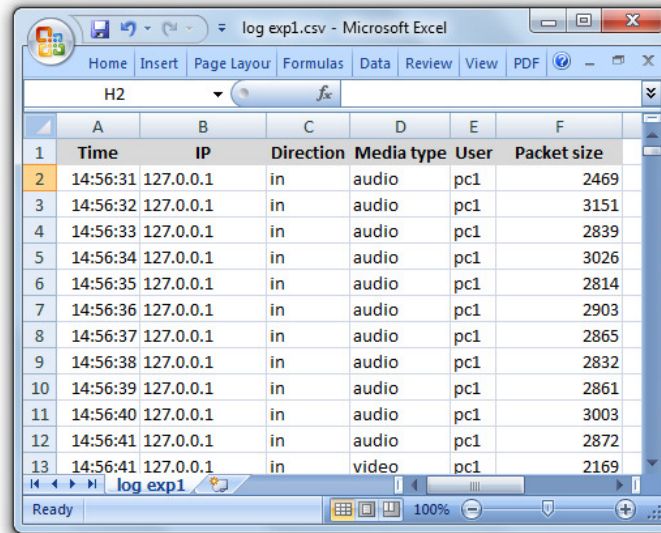 log exp1.csv - Microsoft Excel
Home Insert Page Layour Formulas Data Review View PDF
H2 fx
A B C D E F
1 Time IP Direction Media type User Packet size
2 14:56:31 127.0.0.1 in audio pc1 2469
3 14:56:32 127.0.0.1 in audio pc1 3151
4 14:56:33 127.0.0.1 in audio pc1 2839
5 14:56:34 127.0.0.1 in audio pc1 3026
6 14:56:35 127.0.0.1 in audio pc1 2814
7 14:56:36 127.0.0.1 in audio pc1 2903
8 14:56:37 127.0.0.1 in audio pc1 2865
9 14:56:38 127.0.0.1 in audio pc1 2832
10 14:56:39 127.0.0.1 in audio pc1 2861
11 14:56:40 127.0.0.1 in audio pc1 3003
12 14:56:41 127.0.0.1 in audio pc1 2872
13 14:56:41 127.0.0.1 in video pc1 2169
log exp1
Ready 100%